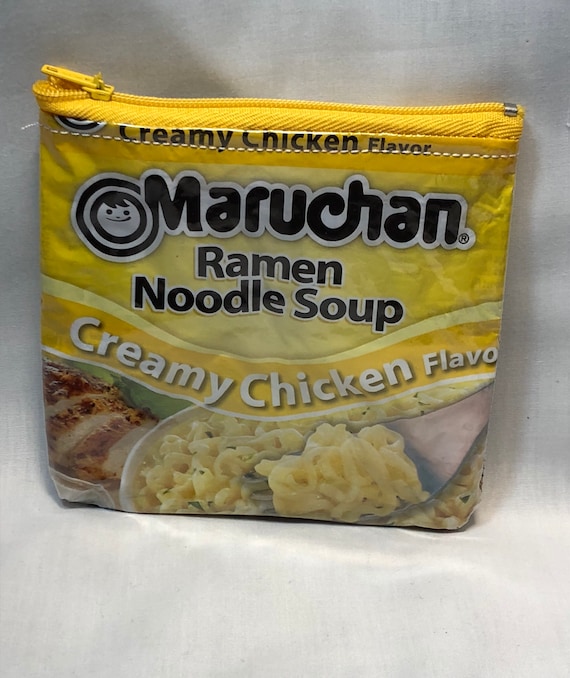 Creamy Chicken Flavor
Maruchan®
Ramen
Noodle Soup
Creamy Chicken Flavo